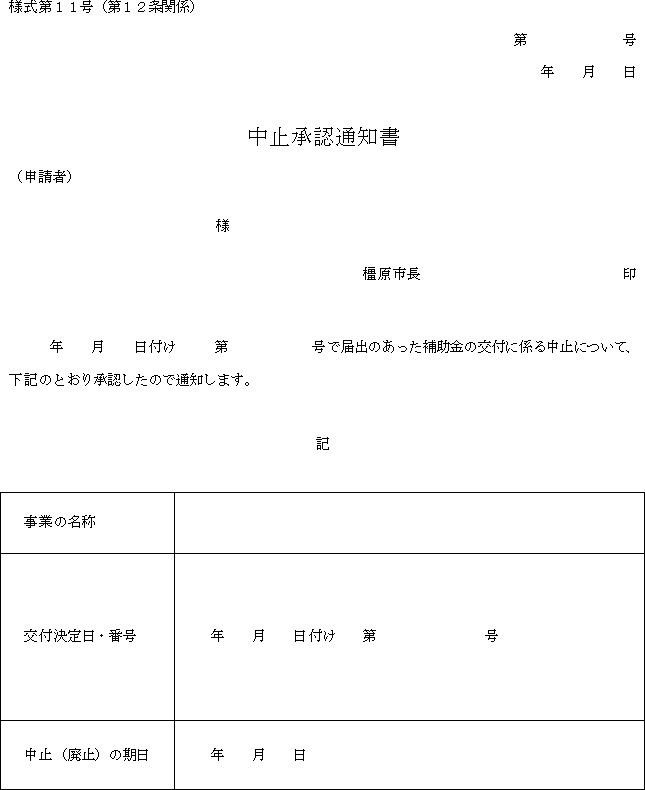 様式第１１号（第１２条関係）
第　　　　　　　号
年　　月　　日
中止承認通知書
（申請者）
様
橿原市長　　　　　　　　　　　　　　印
年　　月　　日付け　　第　　　　　　号で届出のあった補助金の交付に係る中止について、
下記のとおり承認したので通知します。
記
事業の名称
交付決定日・番号　　　　年　　月　　日付け　　第　　　　　　　　号
中止（廃止）の期日　　　　年　　月　　日